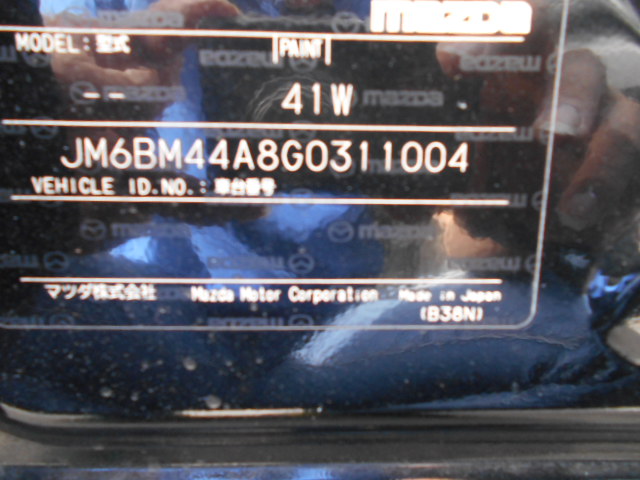 mazda
MODEL: 型式 PAINT
-- 41W
JM6BM44A8G0311004
VEHICLE ID.NO.: 車台番号
マツダ株式会社 Mazda Motor Corporation Made in Japan
(B38N)